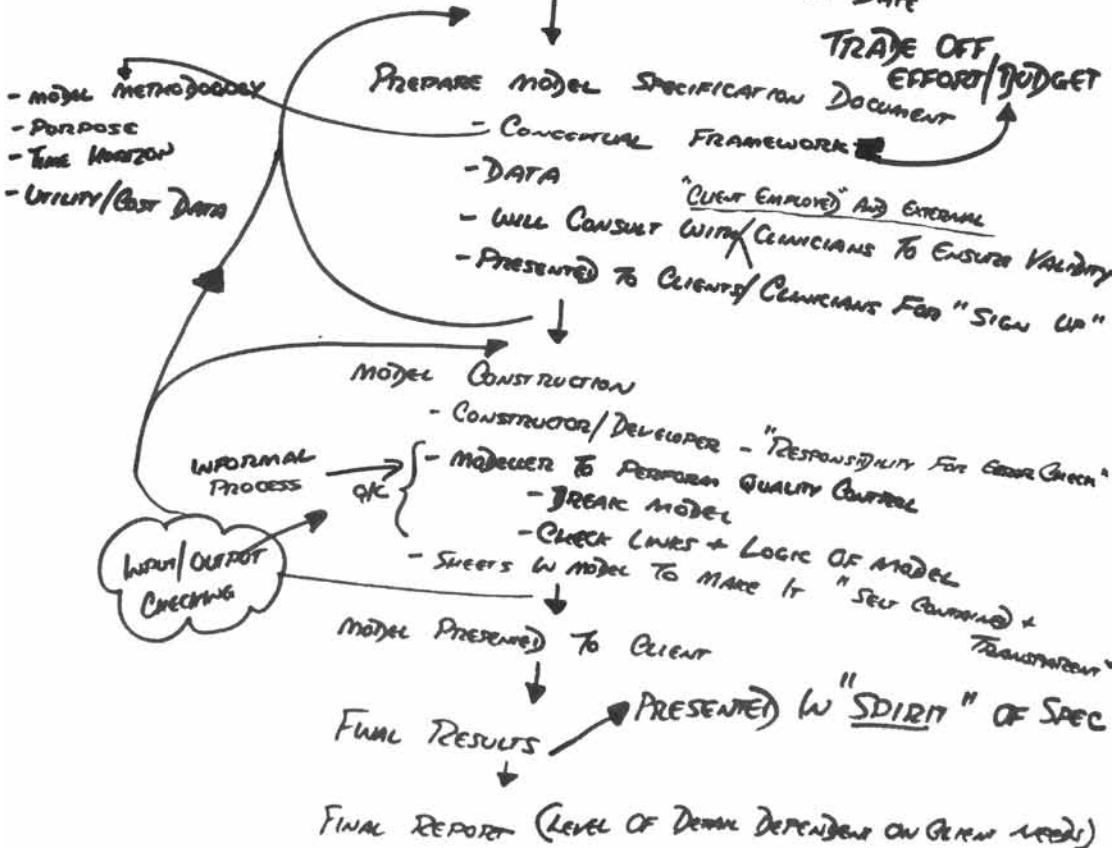 DATE
TRADE OFF
EFFORT/BUDGET
- MODEL METHODOLOGY
- PURPOSE
- TIME HORIZON
- UTILITY/COST DATA
PREPARE MODEL SPECIFICATION DOCUMENT
- CONCEPTUAL FRAMEWORK
- DATA
"CLIENT EMPLOYED" AND EXTERNAL
- WILL CONSULT WITH CLINICIANS TO ENSURE VALIDITY
- PRESENTED TO CLIENTS/CLINICIANS FOR "SIGN UP"
MODEL CONSTRUCTION
- CONSTRUCTOR/DEVELOPER - "RESPONSIBILITY FOR ERROR CHECK"
INFORMAL
PROCESS
Q/C
- MODELLER TO PERFORM QUALITY CONTROL
- BREAK MODEL
- CHECK LINKS + LOGIC OF MODEL
- SHEETS IN MODEL TO MAKE IT "SELF CONTAINED +
TRANSPARENT"
INPUT/OUTPUT
CHECKING
MODEL PRESENTED TO CLIENT
FINAL RESULTS
PRESENTED IN "SPIRIT" OF SPEC
FINAL REPORT (LEVEL OF DETAIL DEPENDENT ON CLIENT NEEDS)